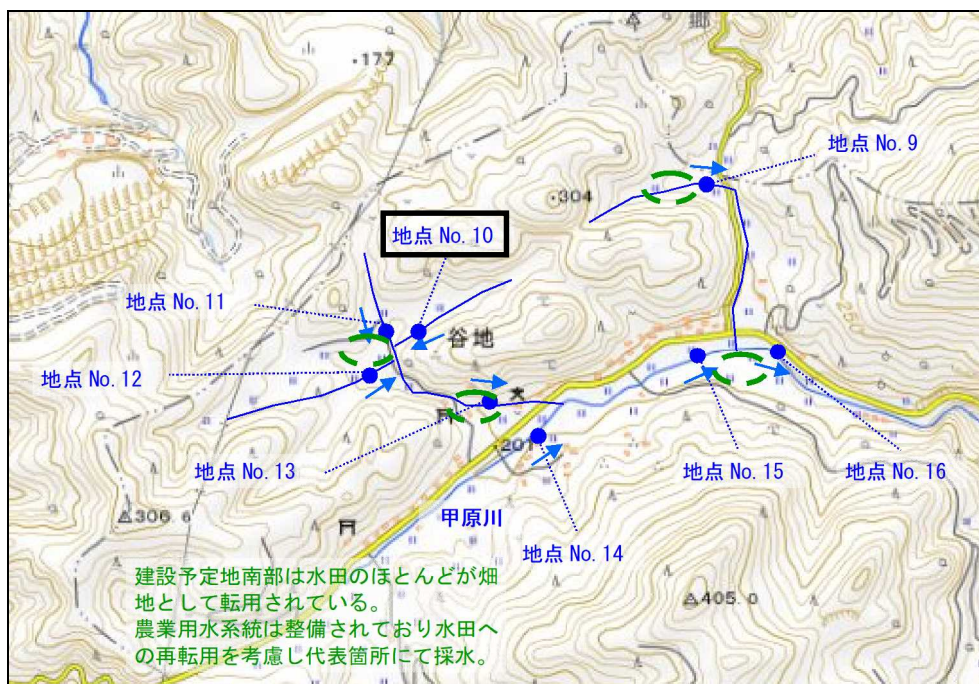 ・177
本郷
地点 No.9
・304
地点 No.10
地点 No.11
谷地
地点 No.12
大
・201
地点 No.13
地点 No.15
地点 No.16
△306.6
甲原川
地点 No.14
建設予定地南部は水田のほとんどが畑
地として転用されている。
農業用水系統は整備されており水田へ
の再転用を考慮し代表箇所にて採水。
△405.0